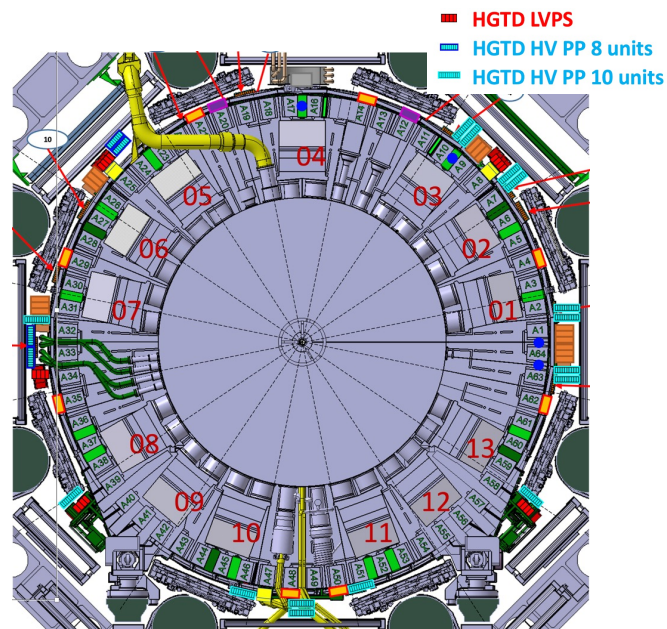 HGTD LVPS
HGTD HV PP 8 units
HGTD HV PP 10 units
10
A20
A19
A18
A16
A14
A13
A12
A11
A10
A9
A8
A7
A6
A5
A4
A3
A2
A1
A64
A63
A62
A61
A60
A59
A58
A57
A56
A55
A54
A53
A52
A50
A49
A48
A47
A46
A45
A44
A43
A42
A41
A40
A39
A38
A37
A36
A35
A34
A33
A32
A31
A30
A29
A28
A27
A26
A25
A24
04
03
02
01
13
12
11
10
09
08
07
06
05